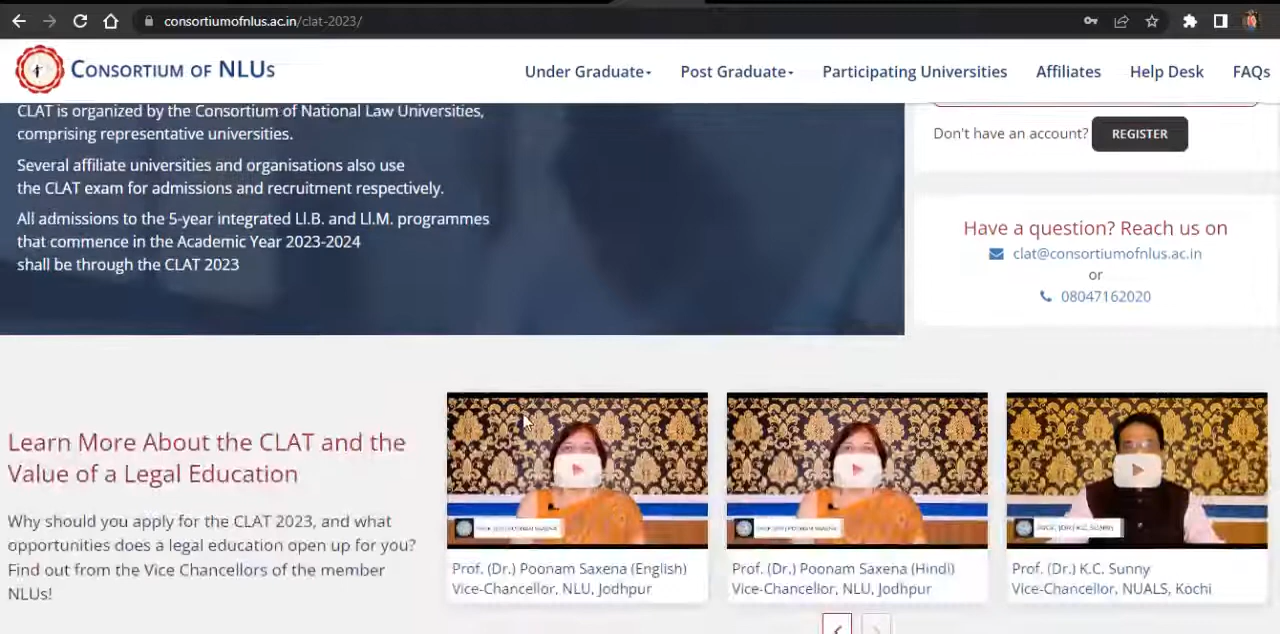 consortiumofnlus.ac.in/clat-2023/
CONSORTIUM OF NLUS
Under Graduate
Post Graduate
Participating Universities
Affiliates
Help Desk
FAQs
CLAT is organized by the Consortium of National Law Universities,
comprising representative universities.
Several affiliate universities and organisations also use
the CLAT exam for admissions and recruitment respectively.
All admissions to the 5-year integrated Ll.B. and Ll.M. programmes
that commence in the Academic Year 2023-2024
shall be through the CLAT 2023
Don't have an account? REGISTER
Have a question? Reach us on
clat@consortiumofnlus.ac.in
or
08047162020
Learn More About the CLAT and the
Value of a Legal Education
Why should you apply for the CLAT 2023, and what
opportunities does a legal education open up for you?
Find out from the Vice Chancellors of the member
NLUs!
Prof. (Dr.) Poonam Saxena (English)
Vice-Chancellor, NLU, Jodhpur
Prof. (Dr.) Poonam Saxena (Hindi)
Vice-Chancellor, NLU, Jodhpur
PROF. (DR.) K.C. SUNNY
Prof. (Dr.) K.C. Sunny
Vice-Chancellor, NUALS, Kochi